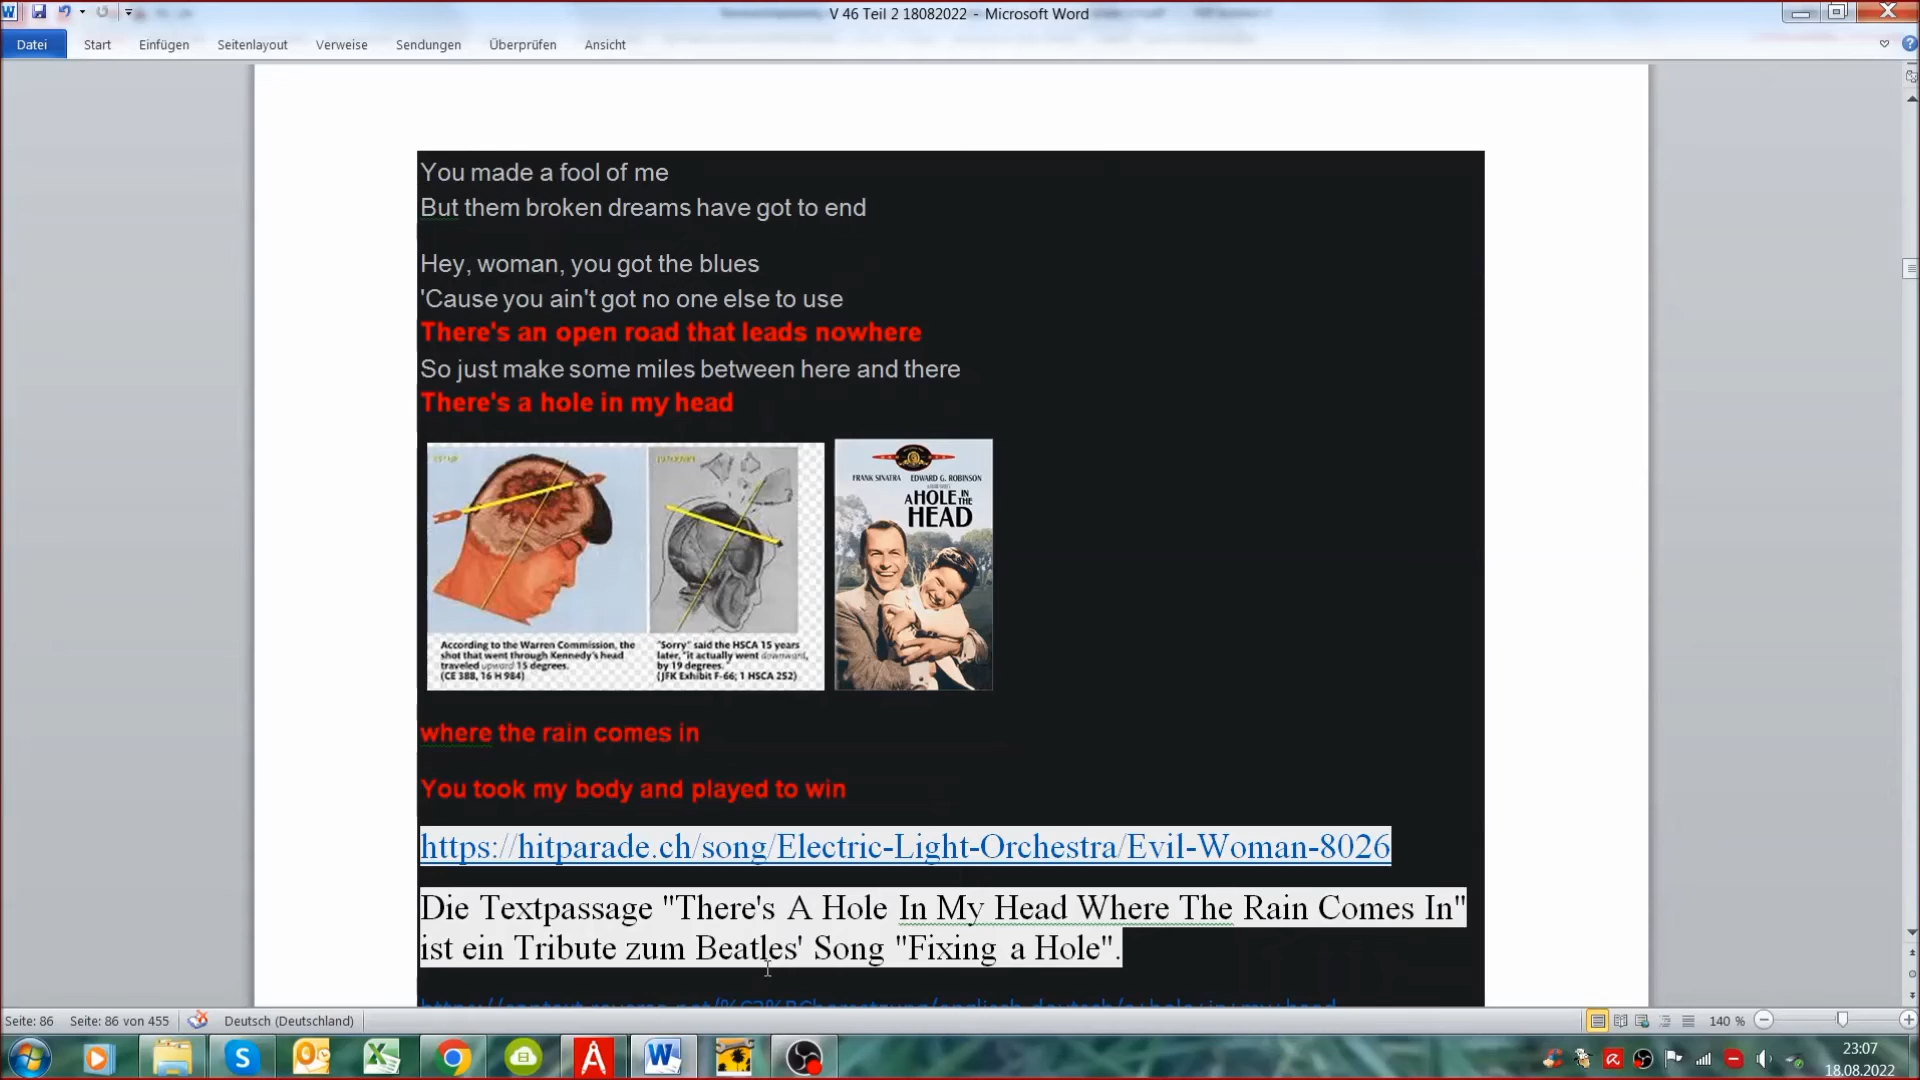 V 46 Teil 2 18082022 - Microsoft Word
Datei Start Einfügen Seitenlayout Verweise Sendungen Überprüfen Ansicht
You made a fool of me
But them broken dreams have got to end
Hey, woman, you got the blues
'Cause you ain't got no one else to use
There's an open road that leads nowhere
So just make some miles between here and there
There's a hole in my head
According to the Warren Commission, the
shot that went through Kennedy's head
traveled upward 15 degrees.
(CE 388, 16 H 984)
"Sorry" said the HSCA 15 years
later, "it actually went downward,
by 19 degrees."
(JFK Exhibit F-66; 1 HSCA 252)
FRANK SINATRA EDWARD G. ROBINSON
A HOLE IN THE
HEAD
where the rain comes in
You took my body and played to win
https://hitparade.ch/song/Electric-Light-Orchestra/Evil-Woman-8026
Die Textpassage "There's A Hole In My Head Where The Rain Comes In"
ist ein Tribute zum Beatles' Song "Fixing a Hole".
Seite: 86 Seite: 86 von 455 Deutsch (Deutschland) 140 %
23:07
18.08.2022